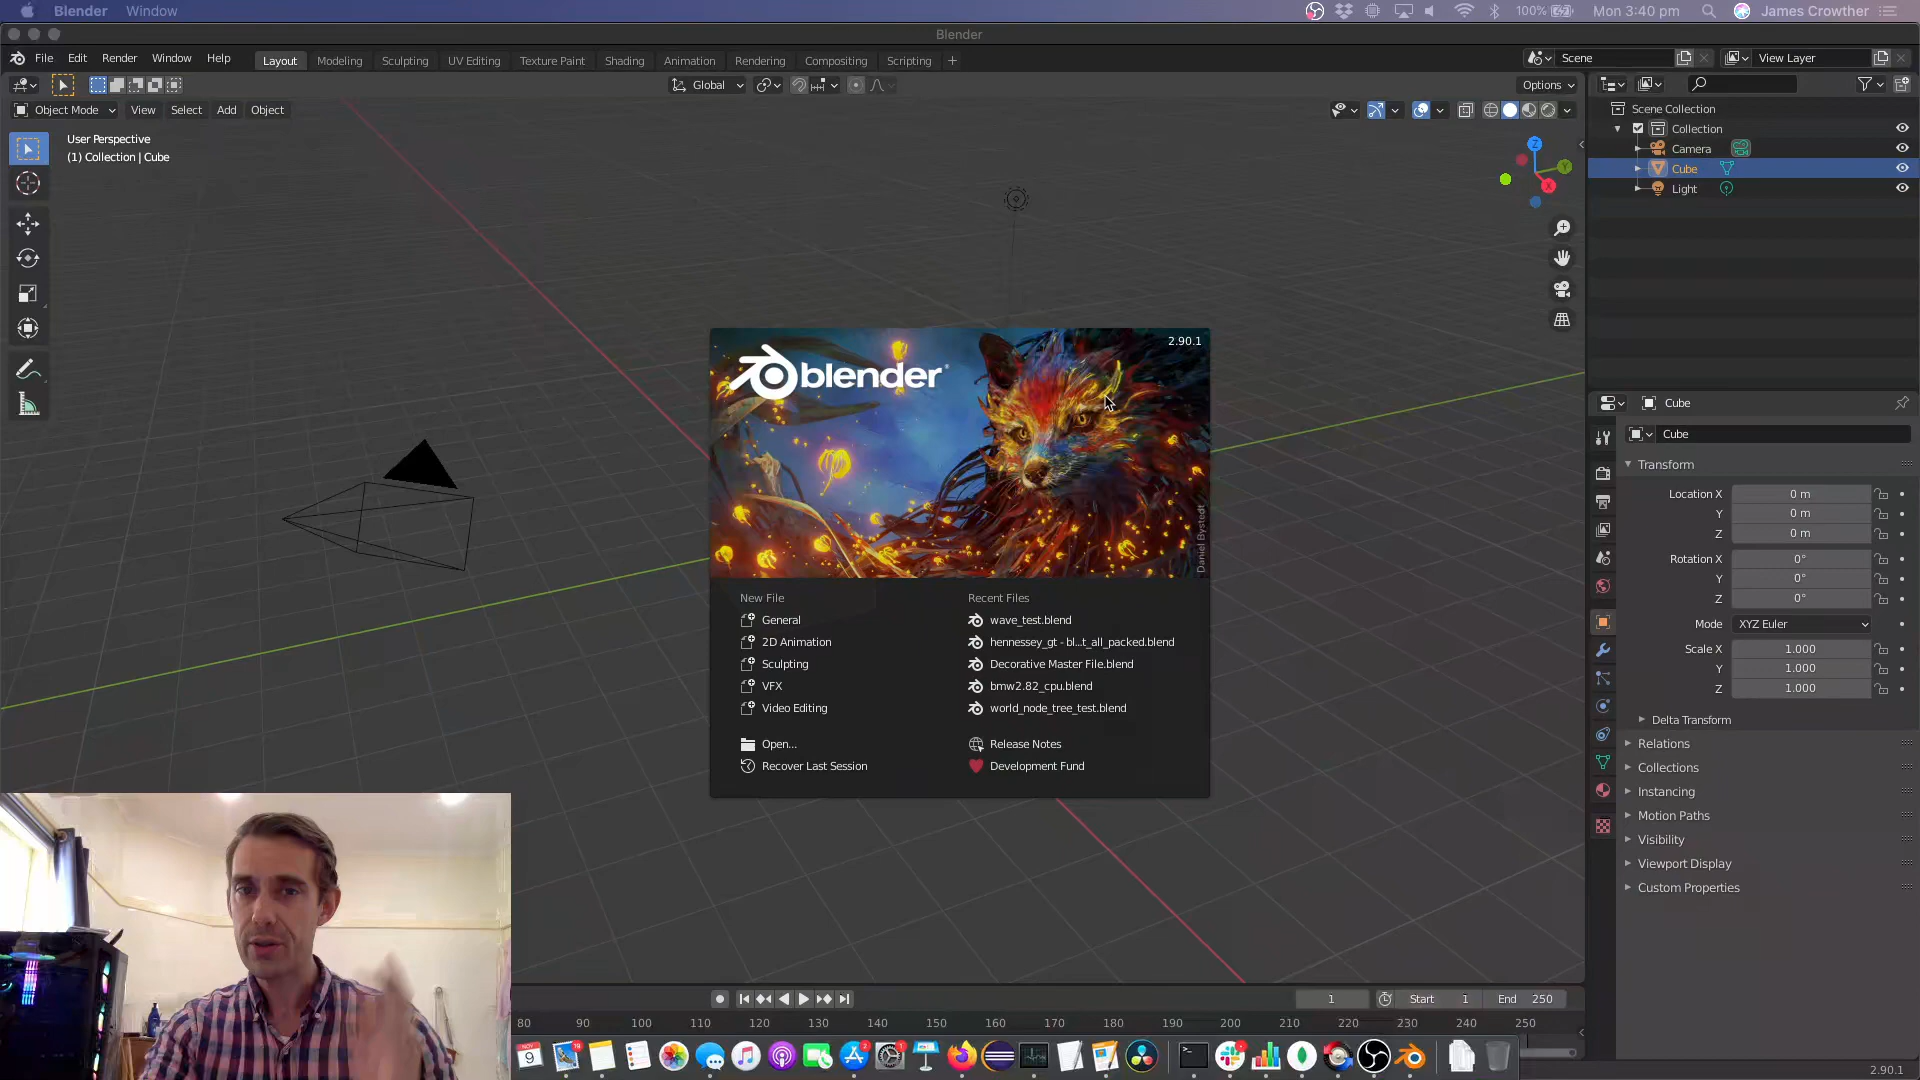 Blender Window 100% Mon 3:40 pm James Crowther
Blender
File Edit Render Window Help Layout Modeling Sculpting UV Editing Texture Paint Shading Animation Rendering Compositing Scripting + Scene View Layer
Global Options
Object Mode View Select Add Object
User Perspective
(1) Collection | Cube
Z
Y
X
Scene Collection
Collection
Camera
Cube
Light
2.90.1
blender
Daniel Bystedt
New File
General
2D Animation
Sculpting
VFX
Video Editing
Open...
Recover Last Session
Recent Files
wave_test.blend
hennessey_gt - bl...t_all_packed.blend
Decorative Master File.blend
bmw2.82_cpu.blend
world_node_tree_test.blend
Release Notes
Development Fund
Cube
Cube
Transform
Location X 0 m
Y 0 m
Z 0 m
Rotation X 0°
Y 0°
Z 0°
Mode XYZ Euler
Scale X 1.000
Y 1.000
Z 1.000
Delta Transform
Relations
Collections
Instancing
Motion Paths
Visibility
Viewport Display
Custom Properties
1 Start 1 End 250
80 90 100 110 120 130 140 150 160 170 180 190 200 210 220 230 240 250
NOV
9
2.90.1